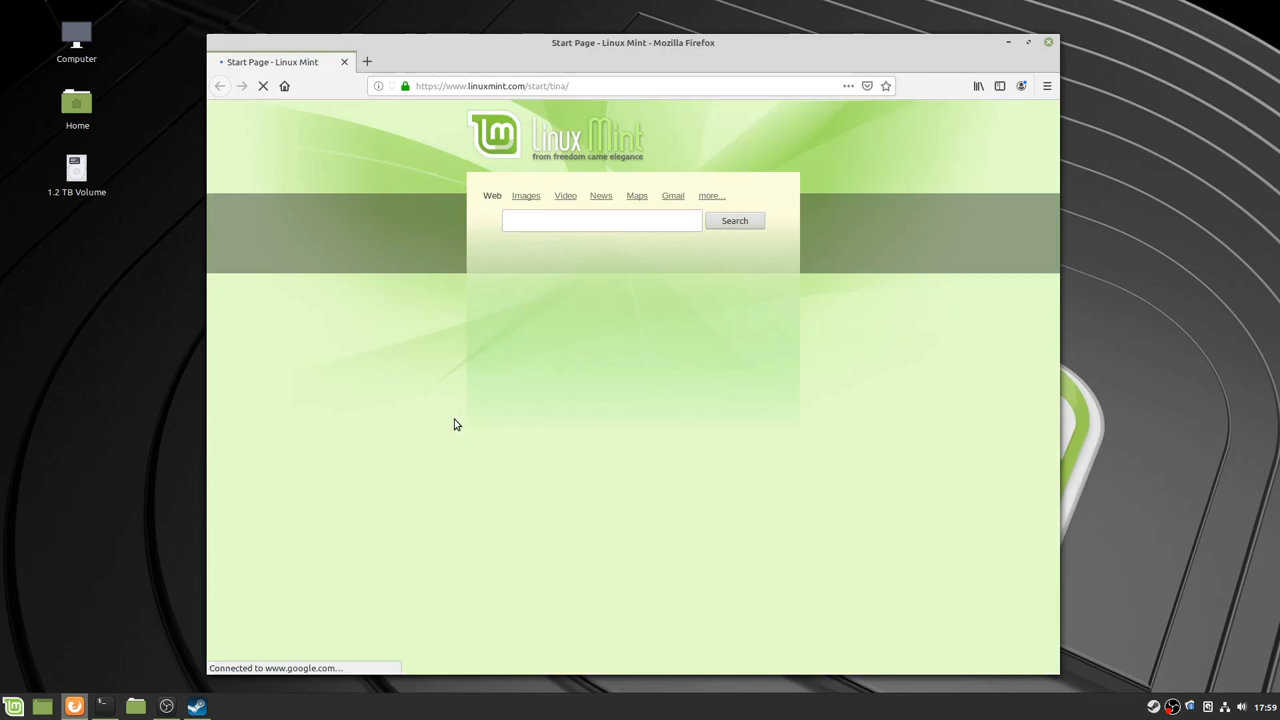 Computer
Home
1.2 TB Volume
Start Page - Linux Mint - Mozilla Firefox
Start Page - Linux Mint
https://www.linuxmint.com/start/tina/
Linux Mint
from freedom came elegance
Web Images Video News Maps Gmail more...
Search
Connected to www.google.com…
17:59